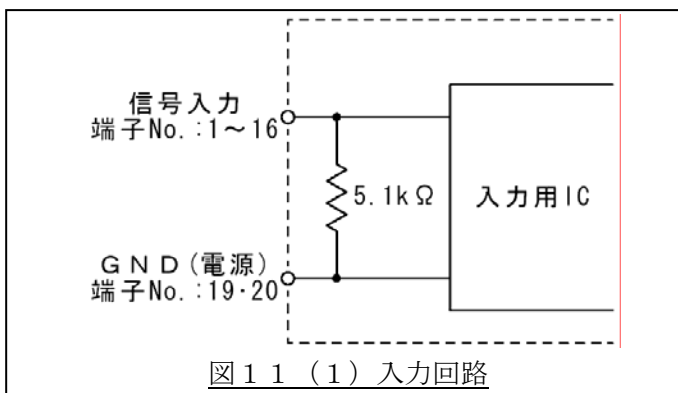 信号入力
端子No.:1~16
5.1kΩ
入力用IC
GND(電源)
端子No.:19·20
図11(1)入力回路